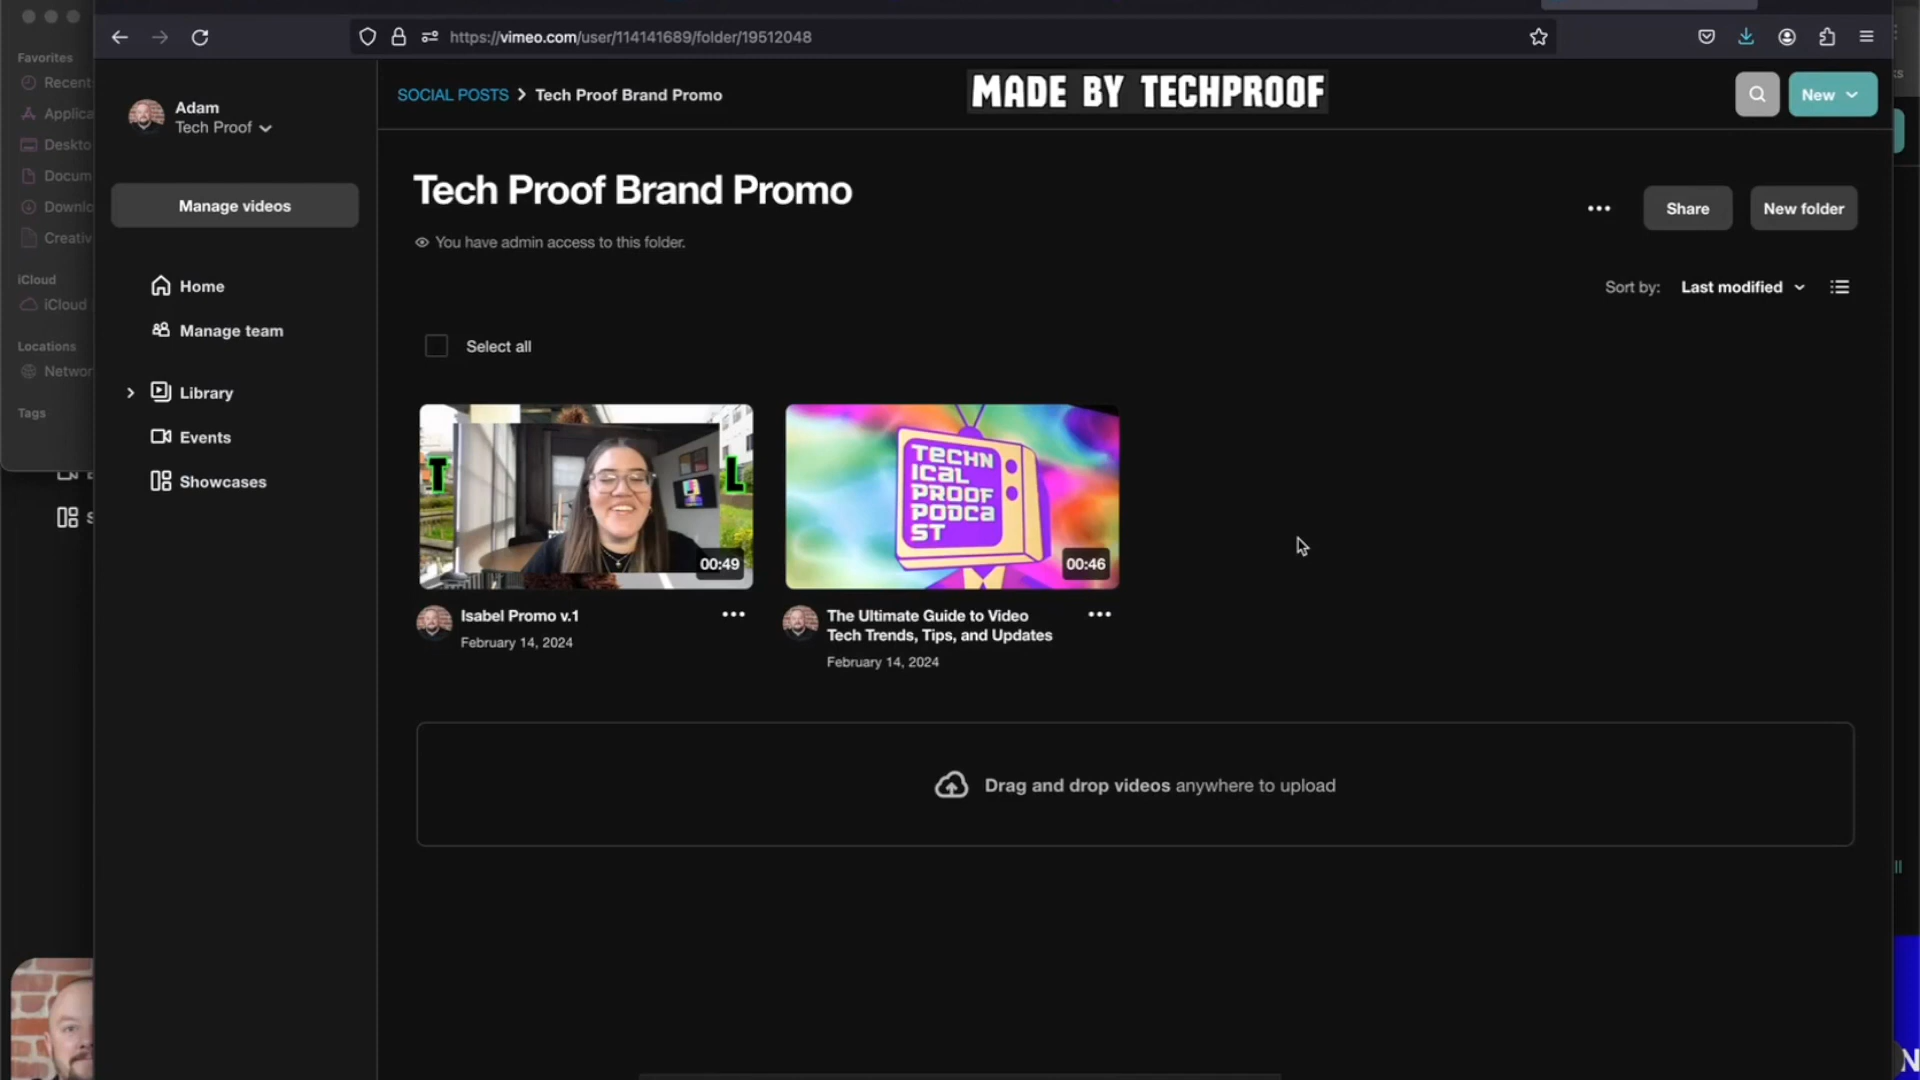 https://vimeo.com/user/114141689/folder/19512048
Favorites
Recent
Applica
Deskto
Docum
Downlo
Creativ
iCloud
iCloud
Locations
Networ
Tags
Adam
Tech Proof
Manage videos
Home
Manage team
Library
Events
Showcases
SOCIAL POSTS > Tech Proof Brand Promo
MADE BY TECHPROOF
New
Tech Proof Brand Promo
You have admin access to this folder.
Share
New folder
Sort by: Last modified
Select all
T L
00:49
Isabel Promo v.1
February 14, 2024
TECHN
ICAL
PROOF
PODCA
ST
00:46
The Ultimate Guide to Video
Tech Trends, Tips, and Updates
February 14, 2024
Drag and drop videos anywhere to upload